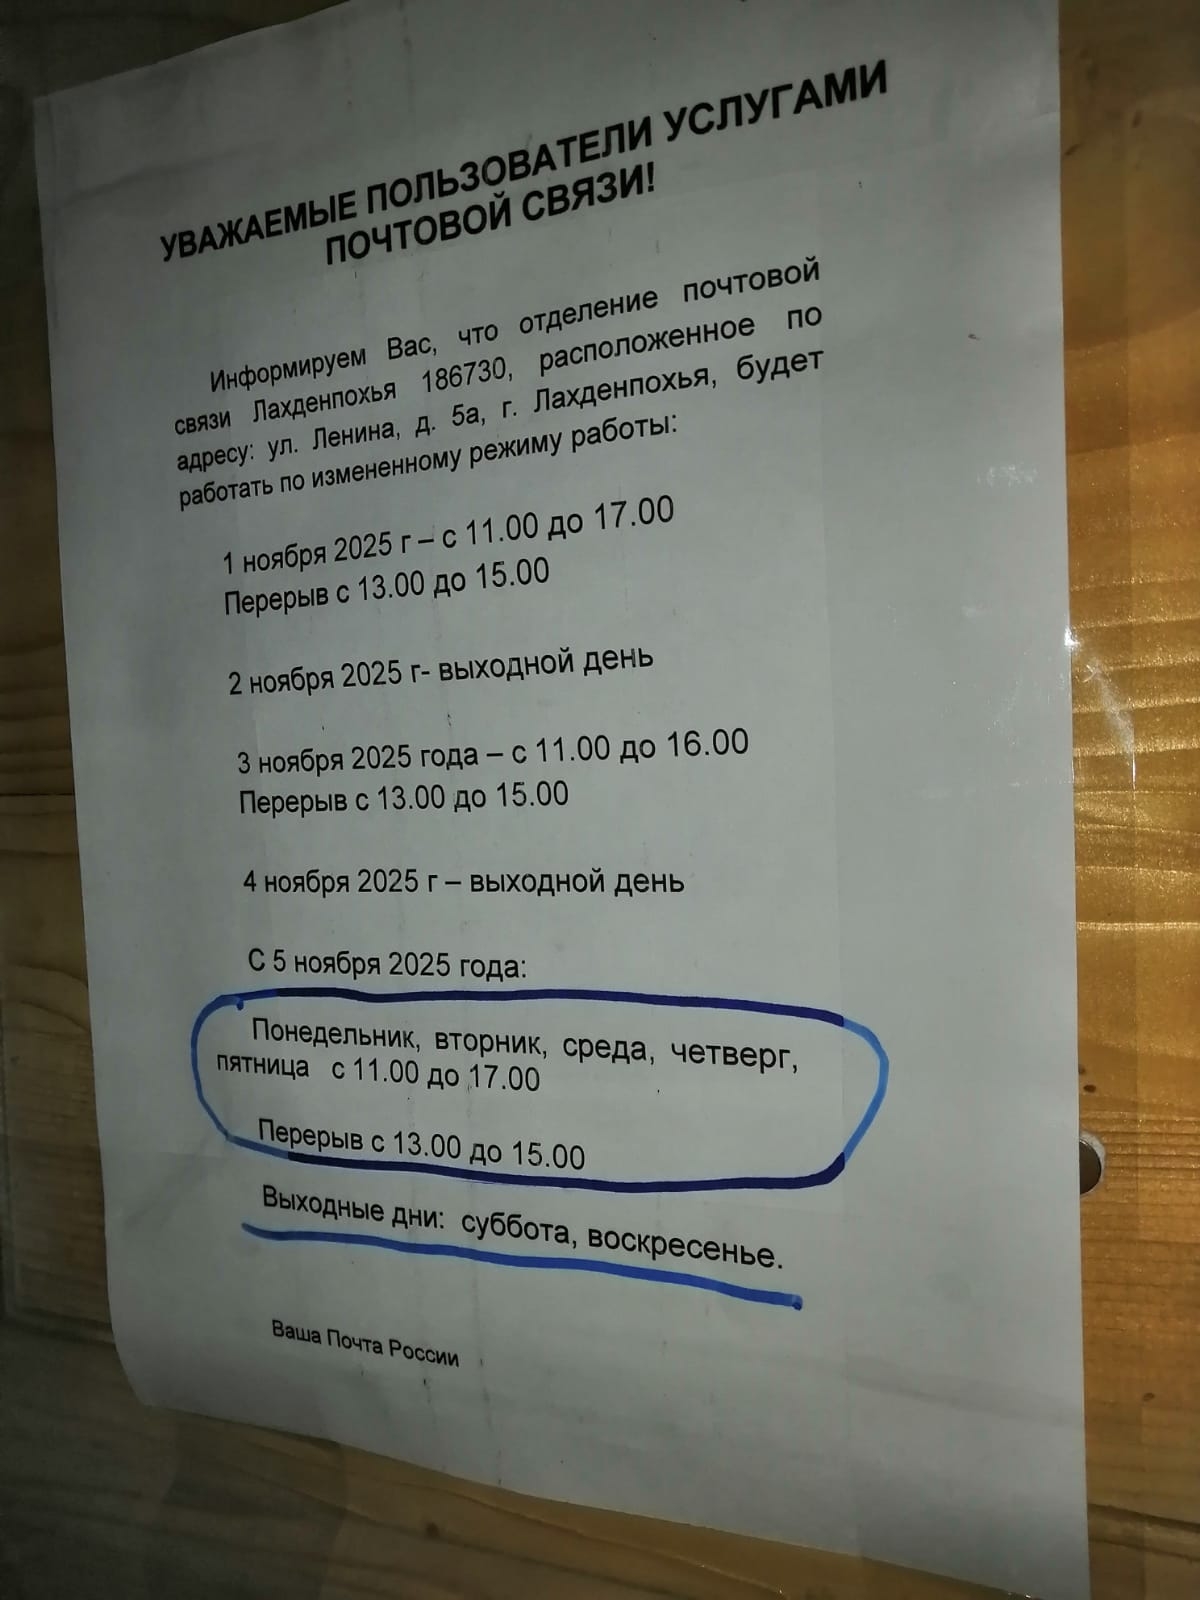 УВАЖАЕМЫЕ ПОЛЬЗОВАТЕЛИ УСЛУГАМИ
ПОЧТОВОЙ СВЯЗИ!
Информируем Вас, что отделение почтовой
связи Лахденпохья 186730, расположенное по
адресу: ул. Ленина, д. 5а, г. Лахденпохья, будет
работать по измененному режиму работы:
1 ноября 2025 г – с 11.00 до 17.00
Перерыв с 13.00 до 15.00
2 ноября 2025 г- выходной день
3 ноября 2025 года – с 11.00 до 16.00
Перерыв с 13.00 до 15.00
4 ноября 2025 г – выходной день
С 5 ноября 2025 года:
Понедельник, вторник, среда, четверг,
пятница с 11.00 до 17.00
Перерыв с 13.00 до 15.00
Выходные дни: суббота, воскресенье.
Ваша Почта России